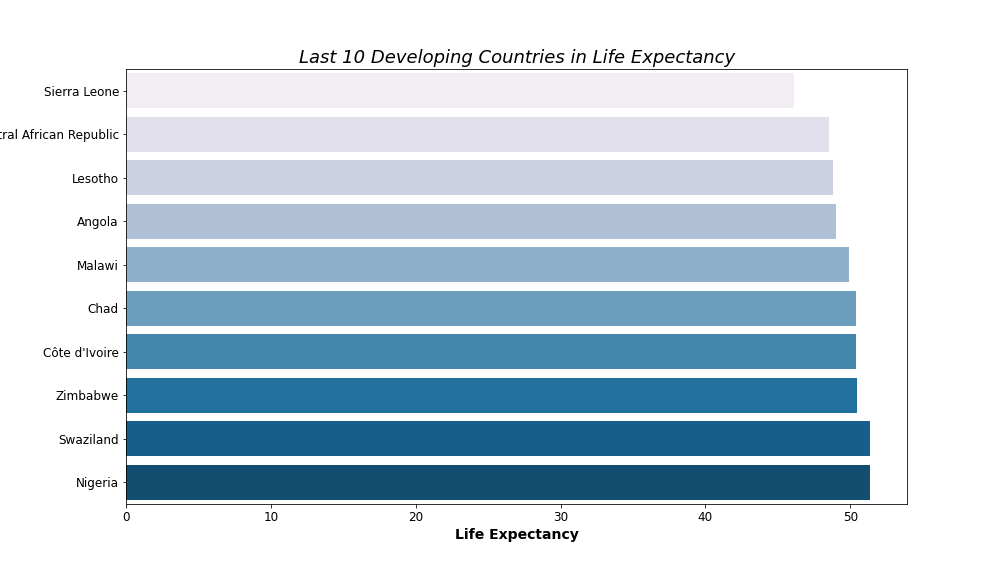 Last 10 Developing Countries in Life Expectancy
Sierra Leone
tral African Republic
Lesotho
Angola
Malawi
Chad
Côte d'Ivoire
Zimbabwe
Swaziland
Nigeria
0 10 20 30 40 50
Life Expectancy